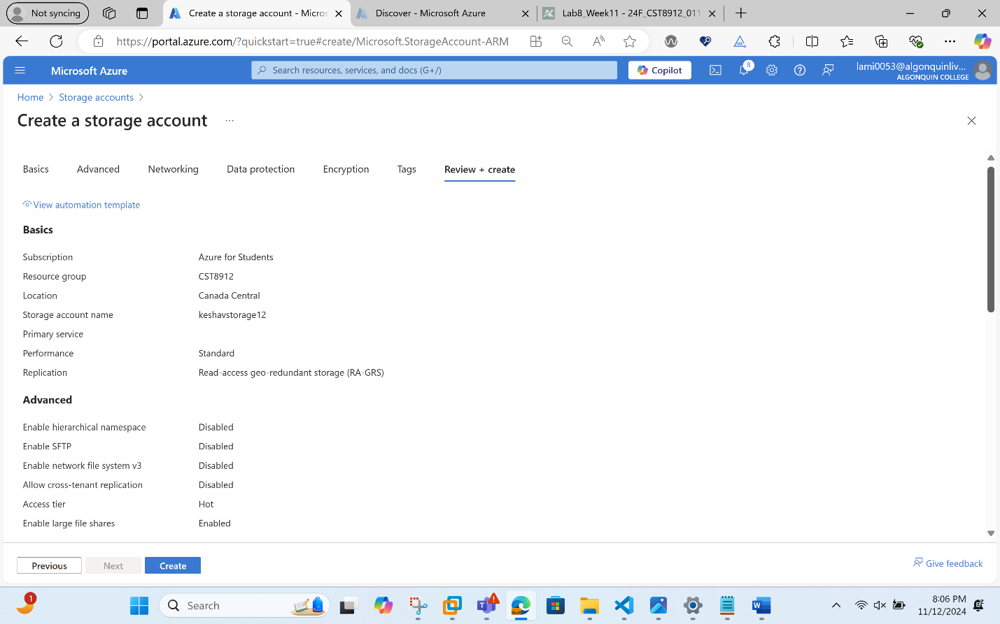 Not syncing
Create a storage account - Micros
Discover - Microsoft Azure
Lab8_Week11 - 24F_CST8912_011
https://portal.azure.com/?quickstart=true#create/Microsoft.StorageAccount-ARM
Microsoft Azure
Search resources, services, and docs (G+/)
Copilot
8
lami0053@algonquinliv...
ALGONQUIN COLLEGE
Home > Storage accounts >
Create a storage account ...
Basics Advanced Networking Data protection Encryption Tags Review + create
View automation template
Basics
Subscription Azure for Students
Resource group CST8912
Location Canada Central
Storage account name keshavstorage12
Primary service
Performance Standard
Replication Read-access geo-redundant storage (RA-GRS)
Advanced
Enable hierarchical namespace Disabled
Enable SFTP Disabled
Enable network file system v3 Disabled
Allow cross-tenant replication Disabled
Access tier Hot
Enable large file shares Enabled
Previous Next Create
Give feedback
1
Search
8:06 PM
11/12/2024